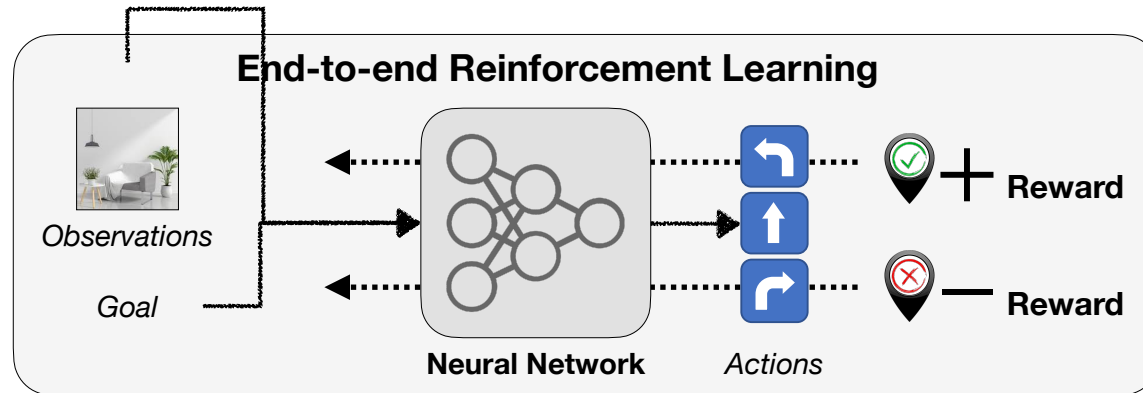 End-to-end Reinforcement Learning
Observations
Goal
Neural Network
Actions
Reward
Reward